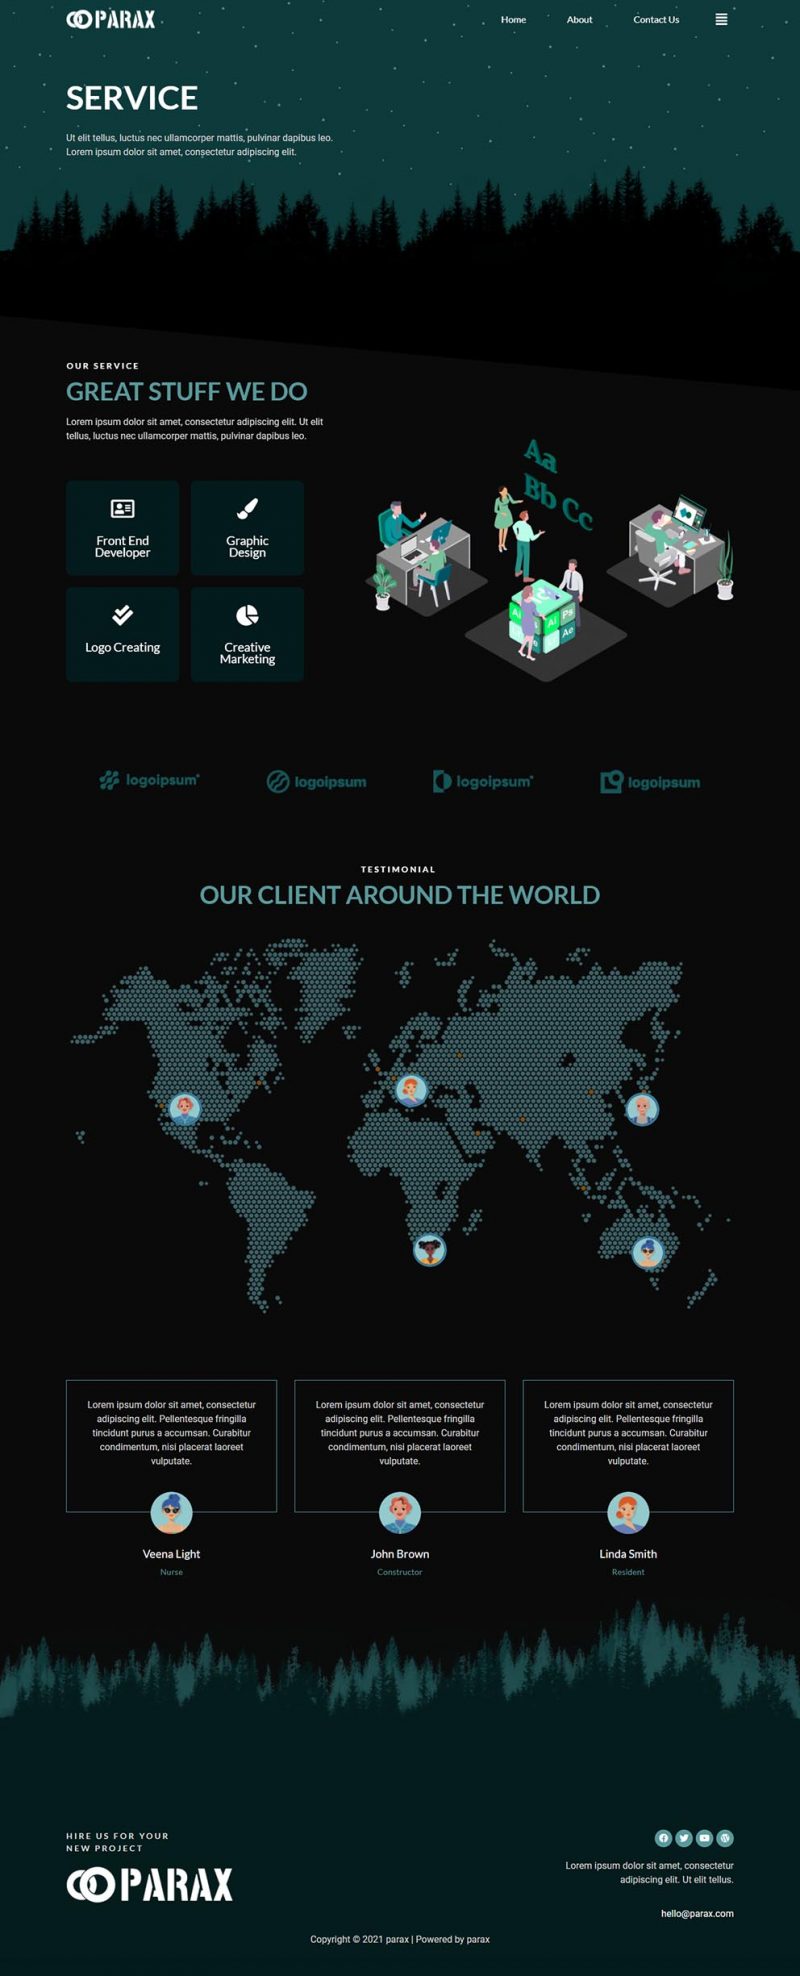 PARAX
Home About Contact Us
SERVICE
Ut elit tellus, luctus nec ullamcorper mattis, pulvinar dapibus leo.
Lorem ipsum dolor sit amet, consectetur adipiscing elit.
OUR SERVICE
GREAT STUFF WE DO
Lorem ipsum dolor sit amet, consectetur adipiscing elit. Ut elit
tellus, luctus nec ullamcorper mattis, pulvinar dapibus leo.
Front End
Developer
Graphic
Design
Logo Creating
Creative
Marketing
Aa
Bb Cc
Ai
Ai
Ps
Ae
logoipsum
logoipsum
logoipsum
logoipsum
TESTIMONIAL
OUR CLIENT AROUND THE WORLD
Lorem ipsum dolor sit amet, consectetur
adipiscing elit. Pellentesque fringilla
tincidunt purus a accumsan. Curabitur
condimentum, nisi placerat laoreet
vulputate.
Veena Light
Nurse
Lorem ipsum dolor sit amet, consectetur
adipiscing elit. Pellentesque fringilla
tincidunt purus a accumsan. Curabitur
condimentum, nisi placerat laoreet
vulputate.
John Brown
Constructor
Lorem ipsum dolor sit amet, consectetur
adipiscing elit. Pellentesque fringilla
tincidunt purus a accumsan. Curabitur
condimentum, nisi placerat laoreet
vulputate.
Linda Smith
Resident
HIRE US FOR YOUR
NEW PROJECT
PARAX
Lorem ipsum dolor sit amet, consectetur
adipiscing elit. Ut elit tellus.
hello@parax.com
Copyright © 2021 parax | Powered by parax